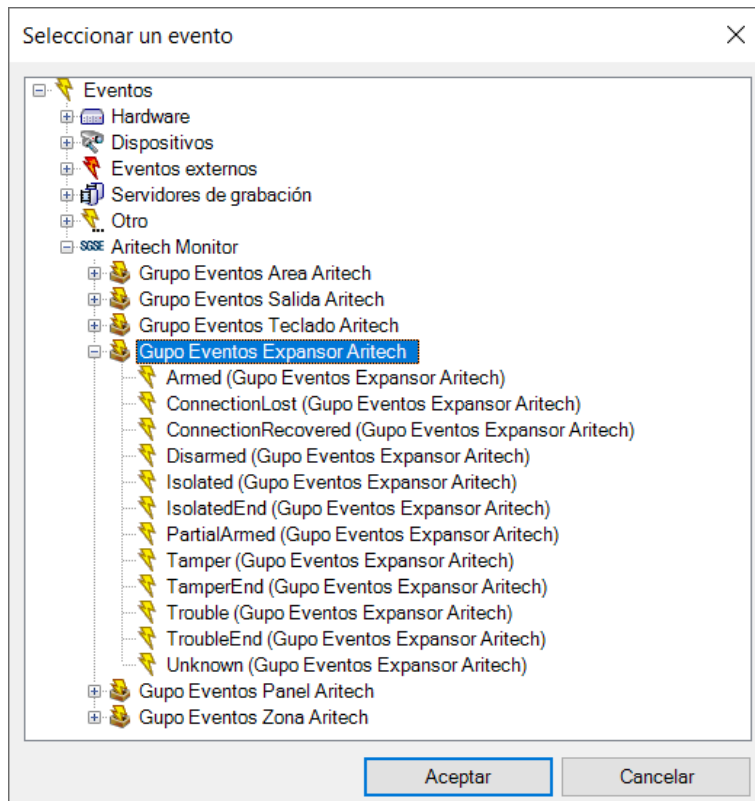 Seleccionar un evento
Eventos
Hardware
Dispositivos
Eventos externos
Servidores de grabación
Otro
SGSE Aritech Monitor
Grupo Eventos Area Aritech
Grupo Eventos Salida Aritech
Grupo Eventos Teclado Aritech
Gupo Eventos Expansor Aritech
Armed (Gupo Eventos Expansor Aritech)
ConnectionLost (Gupo Eventos Expansor Aritech)
ConnectionRecovered (Gupo Eventos Expansor Aritech)
Disarmed (Gupo Eventos Expansor Aritech)
Isolated (Gupo Eventos Expansor Aritech)
IsolatedEnd (Gupo Eventos Expansor Aritech)
PartialArmed (Gupo Eventos Expansor Aritech)
Tamper (Gupo Eventos Expansor Aritech)
TamperEnd (Gupo Eventos Expansor Aritech)
Trouble (Gupo Eventos Expansor Aritech)
TroubleEnd (Gupo Eventos Expansor Aritech)
Unknown (Gupo Eventos Expansor Aritech)
Gupo Eventos Panel Aritech
Gupo Eventos Zona Aritech
Aceptar Cancelar